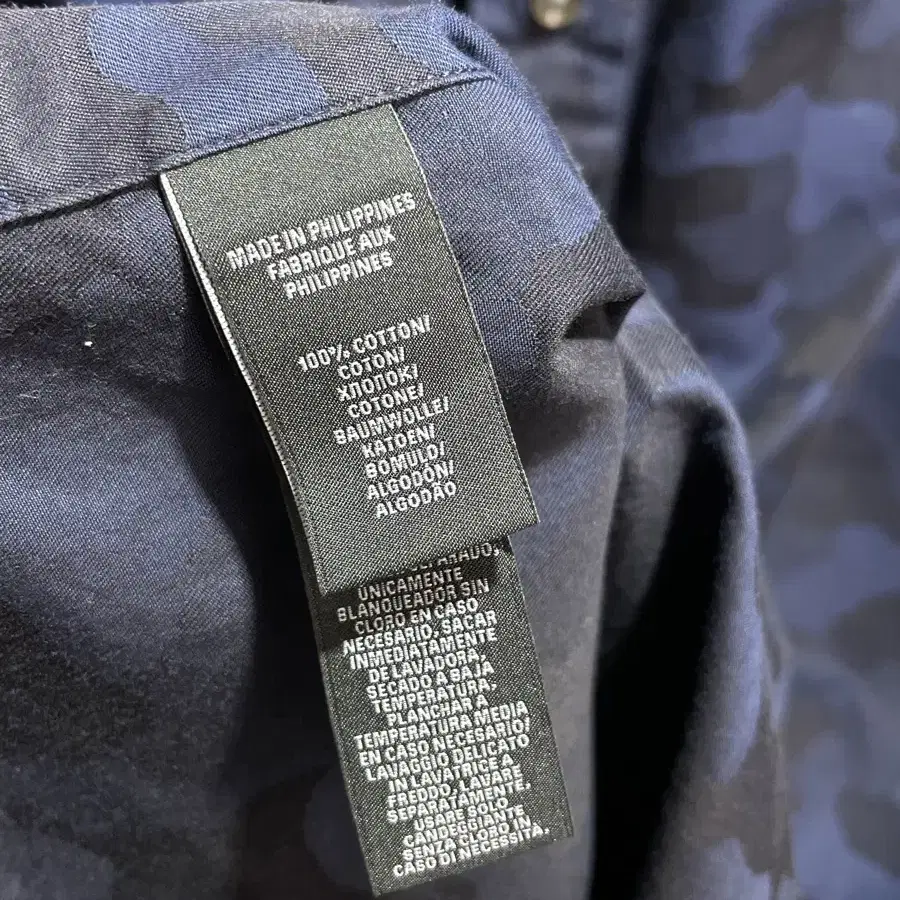 MADE IN PHILIPPINES
FABRIQUE AUX
PHILIPPINES
100% COTTON/
COTON/
ХЛОПОК/
COTONE/
BAUMWOLLE/
KATOEN/
BOMULD/
ALGODÓN/
ALGODÃO
ÚNICAMENTE
BLANQUEADOR SIN
CLORO EN CASO
NECESARIO, SACAR
INMEDIATAMENTE
DE LAVADORA,
SECADO A BAJA
TEMPERATURA,
PLANCHAR A
TEMPERATURA MEDIA
EN CASO NECESARIO/
LAVAGGIO DELICATO
IN LAVATRICE A
FREDDO, LAVARE
SEPARATAMENTE,
USARE SOLO
CANDEGGIANTE
SENZA CLORO IN
CASO DI NECESSITA.